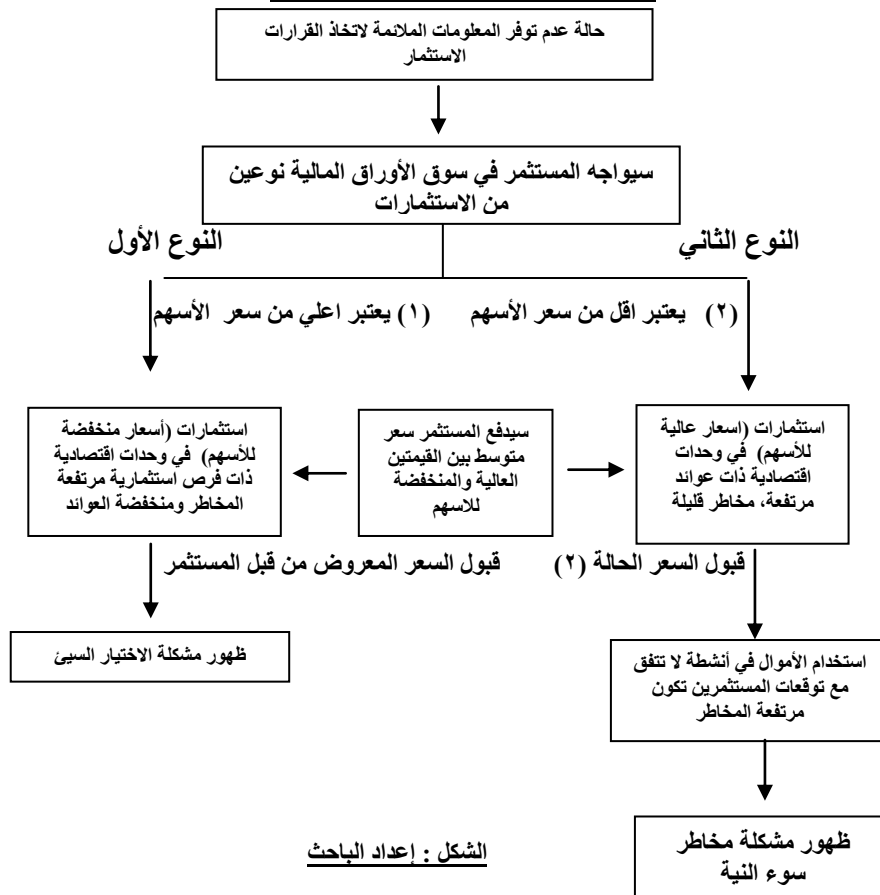 حالة عدم توفر المعلومات الملائمة لاتخاذ القرارات
الاستثمار
سيواجه المستثمر في سوق الأوراق المالية نوعين
من الاستثمارات
النوع الثاني
النوع الأول
(٢) يعتبر اقل من سعر الأسهم
(١) يعتبر اعلي من سعر الأسهم
استثمارات (اسعار عالية
للأسهم) في وحدات
اقتصادية ذات عوائد
مرتفعة، مخاطر قليلة
سيدفع المستثمر سعر
متوسط بين القيمتين
العالية والمنخفضة
للاسهم
استثمارات (أسعار منخفضة
للأسهم) في وحدات اقتصادية
ذات فرص استثمارية مرتفعة
المخاطر ومنخفضة العوائد
قبول السعر الحالة (٢)
قبول السعر المعروض من قبل المستثمر
استخدام الأموال في أنشطة لا تتفق
مع توقعات المستثمرين تكون
مرتفعة المخاطر
ظهور مشكلة الاختيار السيئ
ظهور مشكلة مخاطر
سوء النية
الشكل : إعداد الباحث